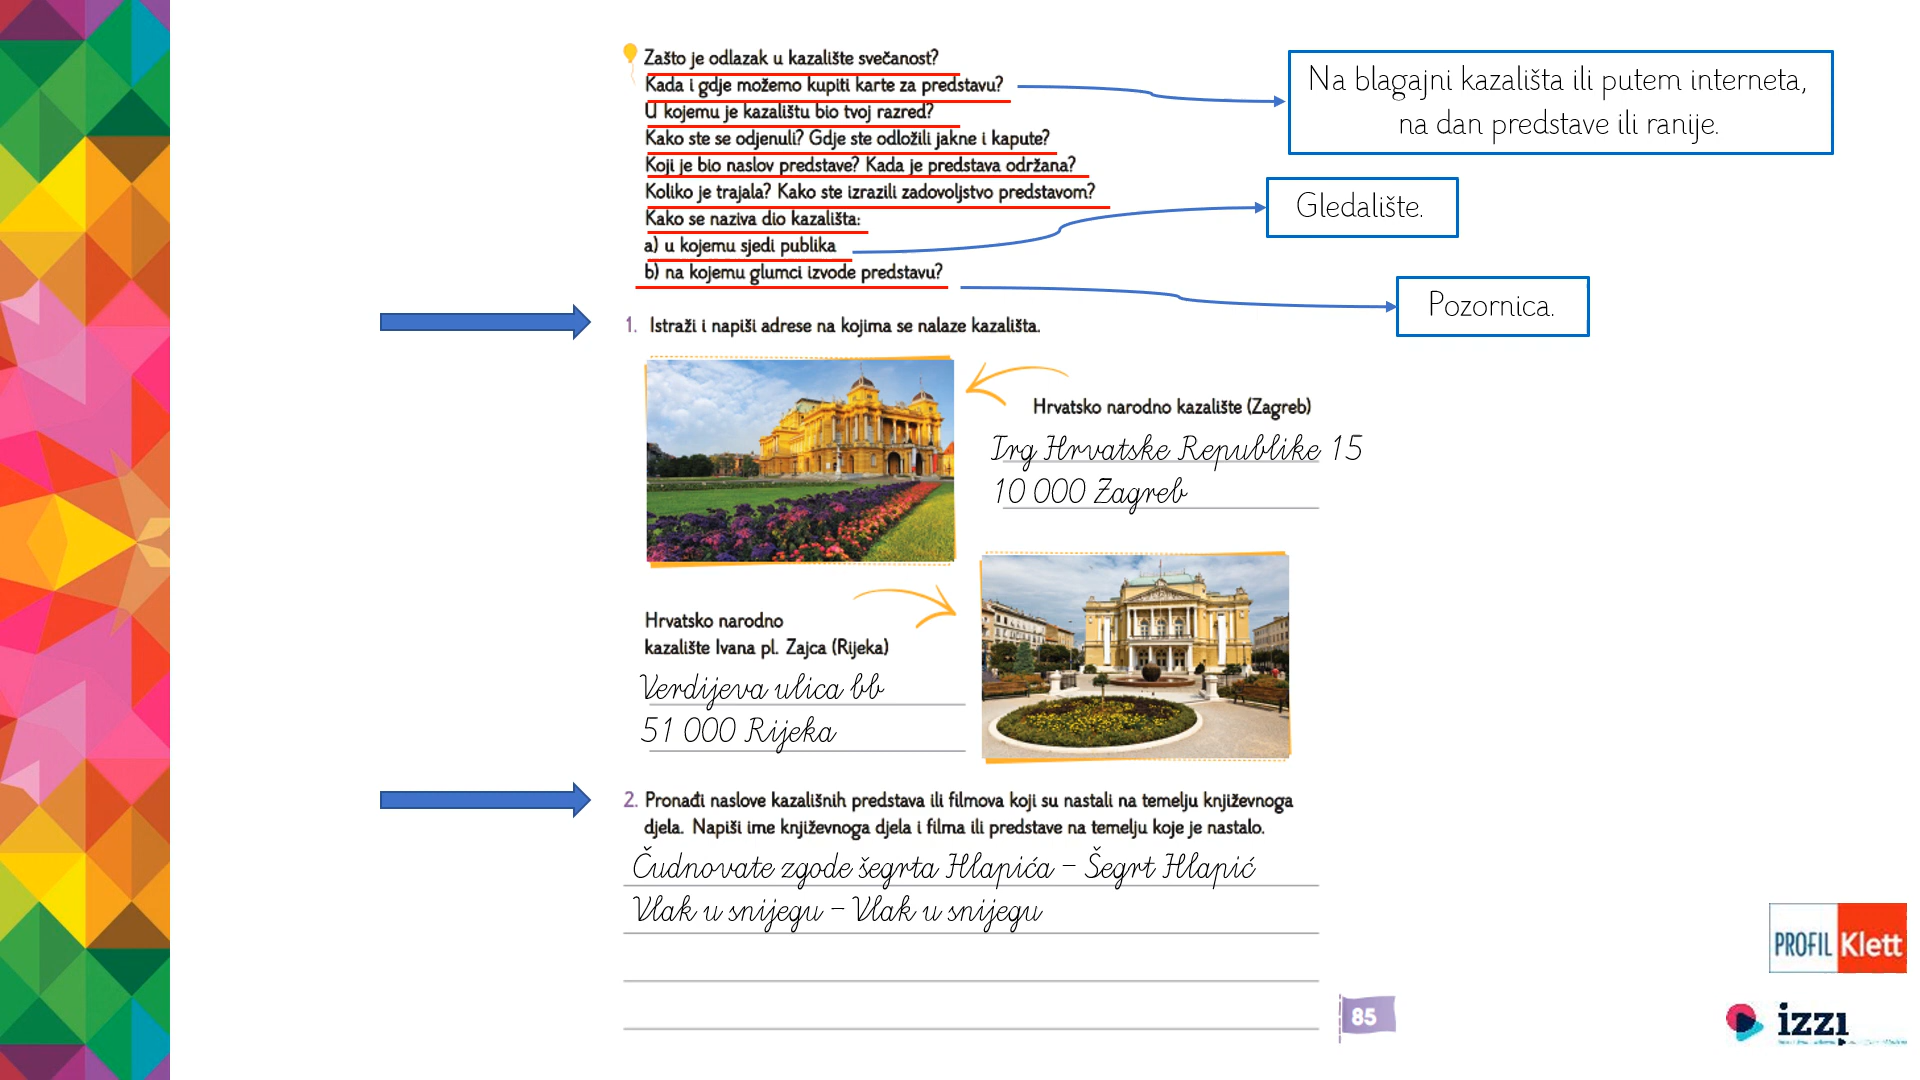 Zašto je odlazak u kazalište svečanost?
Kada i gdje možemo kupiti karte za predstavu?
U kojemu je kazalištu bio tvoj razred?
Kako ste se odjenuli? Gdje ste odložili jakne i kapute?
Koji je bio naslov predstave? Kada je predstava održana?
Koliko je trajala? Kako ste izrazili zadovoljstvo predstavom?
Kako se naziva dio kazališta:
a) u kojemu sjedi publika
b) na kojemu glumci izvode predstavu?
Na blagajni kazališta ili putem interneta,
na dan predstave ili ranije.
Gledalište.
Pozornica.
1. Istraži i napiši adrese na kojima se nalaze kazališta.
Hrvatsko narodno kazalište (Zagreb)
Trg Hrvatske Republike 15
10 000 Zagreb
Hrvatsko narodno
kazalište Ivana pl. Zajca (Rijeka)
Verdijeva ulica bb
51 000 Rijeka
2. Pronađi naslove kazališnih predstava ili filmova koji su nastali na temelju književnoga
djela. Napiši ime književnoga djela i filma ili predstave na temelju koje je nastalo.
Čudnovate zgode šegrta Hlapića – Šegrt Hlapić
Vlak u snijegu – Vlak u snijegu
85
PROFIL Klett
izzi